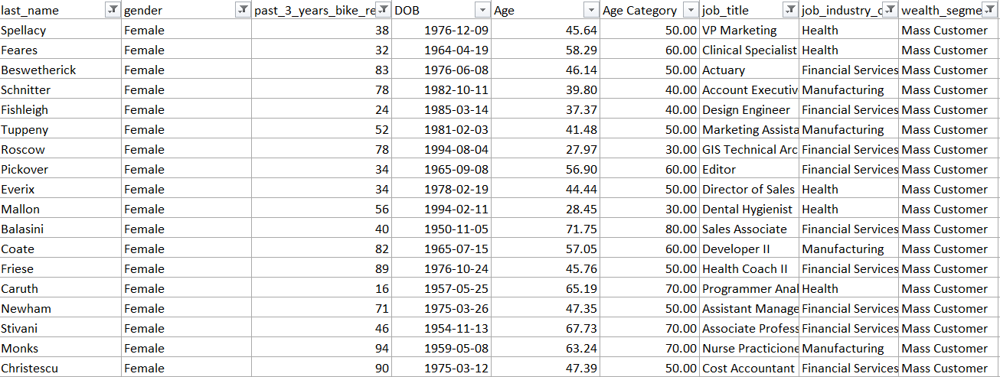 last_name gender past_3_years_bike_re DOB Age Age Category job_title job_industry_c wealth_segme
Spellacy Female 38 1976-12-09 45.64 50.00 VP Marketing Health Mass Customer
Feares Female 32 1964-04-19 58.29 60.00 Clinical Specialist Health Mass Customer
Beswetherick Female 83 1976-06-08 46.14 50.00 Actuary Financial Services Mass Customer
Schnitter Female 78 1982-10-11 39.80 40.00 Account Executiv Manufacturing Mass Customer
Fishleigh Female 24 1985-03-14 37.37 40.00 Design Engineer Financial Services Mass Customer
Tuppeny Female 52 1981-02-03 41.48 50.00 Marketing Assista Manufacturing Mass Customer
Roscow Female 78 1994-08-04 27.97 30.00 GIS Technical Arc Financial Services Mass Customer
Pickover Female 34 1965-09-08 56.90 60.00 Editor Financial Services Mass Customer
Everix Female 34 1978-02-19 44.44 50.00 Director of Sales Health Mass Customer
Mallon Female 56 1994-02-11 28.45 30.00 Dental Hygienist Health Mass Customer
Balasini Female 40 1950-11-05 71.75 80.00 Sales Associate Financial Services Mass Customer
Coate Female 82 1965-07-15 57.05 60.00 Developer II Manufacturing Mass Customer
Friese Female 89 1976-10-24 45.76 50.00 Health Coach II Financial Services Mass Customer
Caruth Female 16 1957-05-25 65.19 70.00 Programmer Anal Health Mass Customer
Newham Female 71 1975-03-26 47.35 50.00 Assistant Manage Financial Services Mass Customer
Stivani Female 46 1954-11-13 67.73 70.00 Associate Profess Financial Services Mass Customer
Monks Female 94 1959-05-08 63.24 70.00 Nurse Practicione Manufacturing Mass Customer
Christescu Female 90 1975-03-12 47.39 50.00 Cost Accountant Financial Services Mass Customer